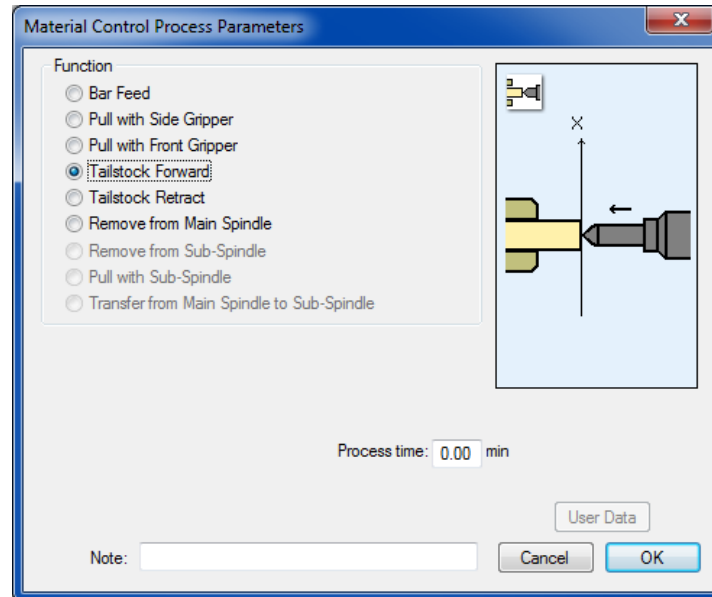 Material Control Process Parameters
Function
Bar Feed
Pull with Side Gripper
Pull with Front Gripper
Tailstock Forward
Tailstock Retract
Remove from Main Spindle
Remove from Sub-Spindle
Pull with Sub-Spindle
Transfer from Main Spindle to Sub-Spindle
X
Process time: 0.00 min
User Data
Note:
Cancel
OK